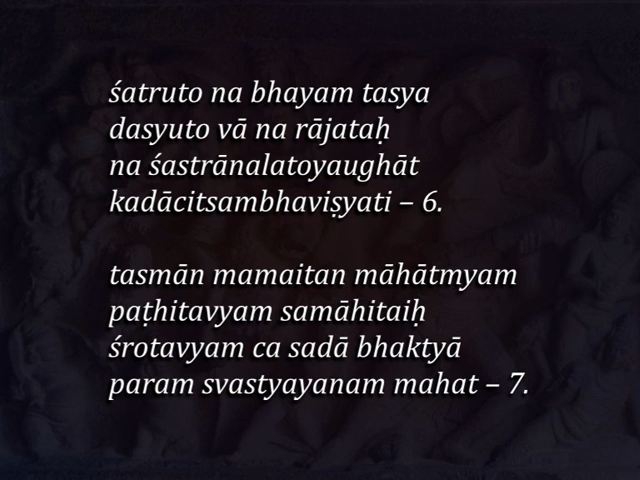 śatruto na bhayam tasya
dasyuto vā na rājataḥ
na śastrānalatoyaughāt
kadācitsambhaviṣyati – 6.
tasmān mamaitan māhātmyam
paṭhitavyam samāhitaiḥ
śrotavyam ca sadā bhaktyā
param svastyayanam mahat – 7.